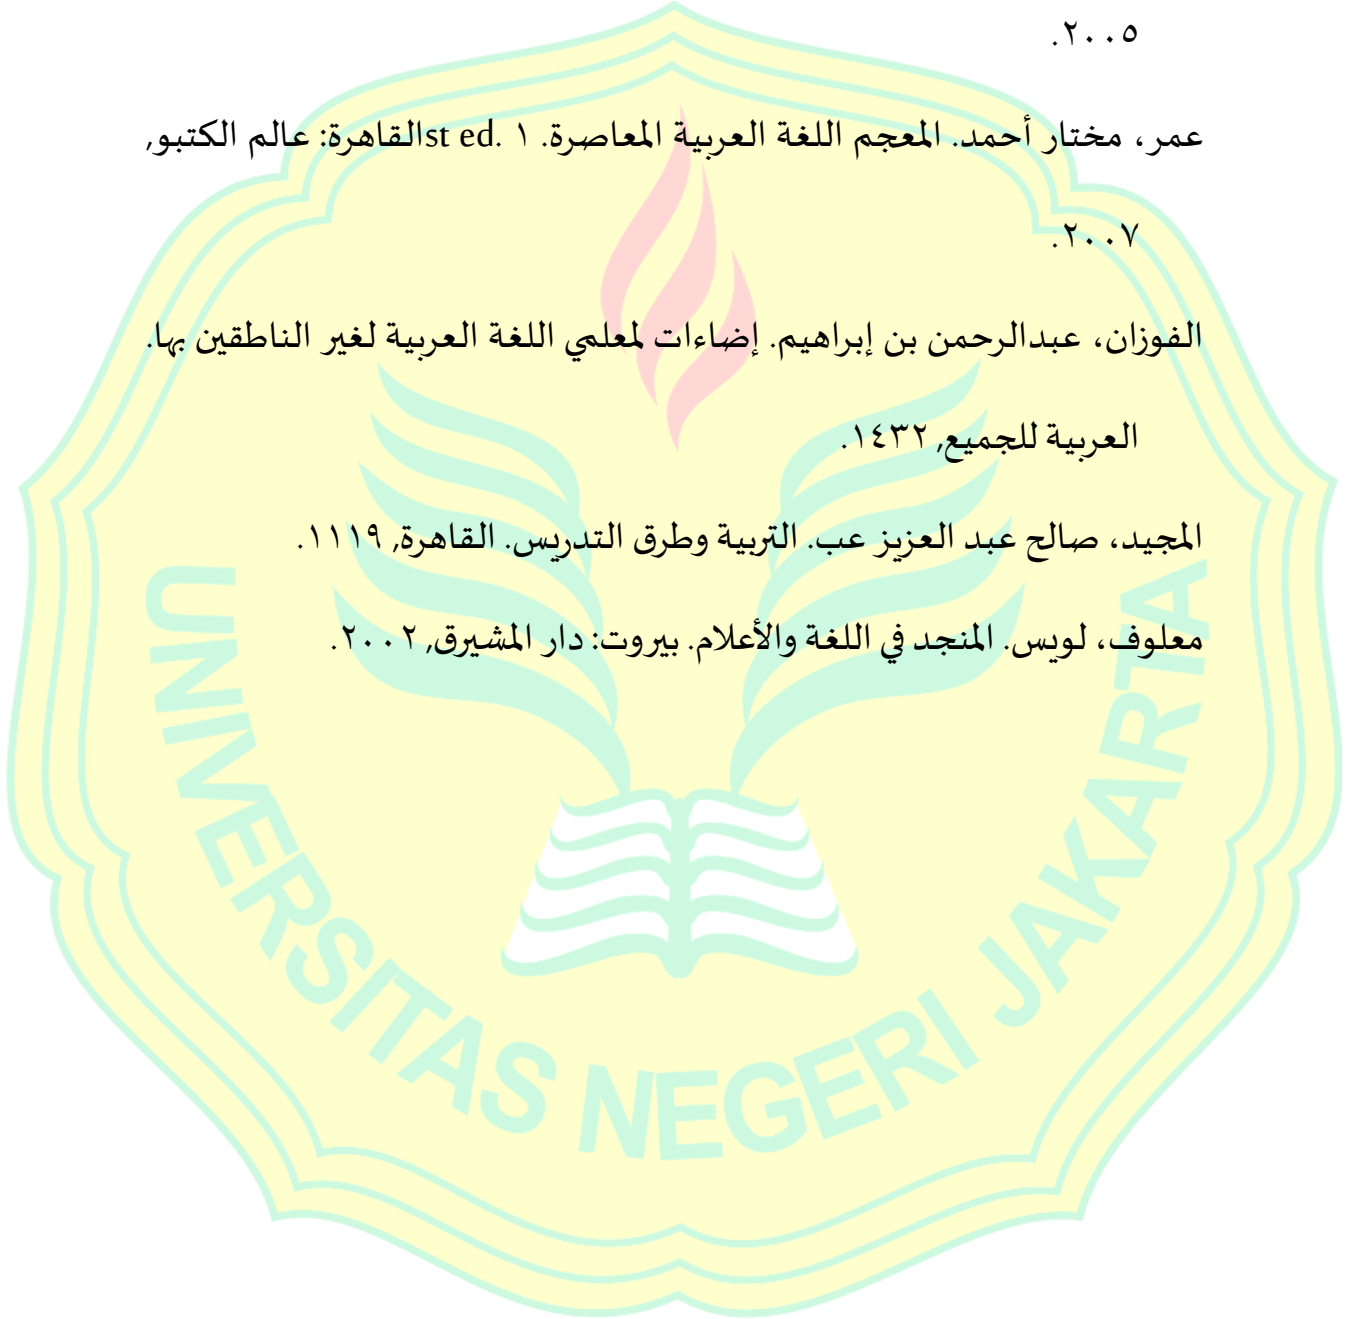 ٢٠٠٥.
عمر، مختار أحمد. المعجم اللغة العربية المعاصرة. ١ st ed. القاهرة: عالم الكتبو,
٢٠٠٧.
الفوزان، عبدالرحمن بن إبراهيم. إضاءات لمعلمي اللغة العربية لغير الناطقين بها.
العربية للجميع, ١٤٣٢.
المجيد، صالح عبد العزيز عب. التربية وطرق التدريس. القاهرة, ١١١٩.
معلوف، لويس. المنجد في اللغة والأعلام. بيروت: دار المشيرق, ٢٠٠٢.
UNIVERSITAS NEGERI JAKARTA